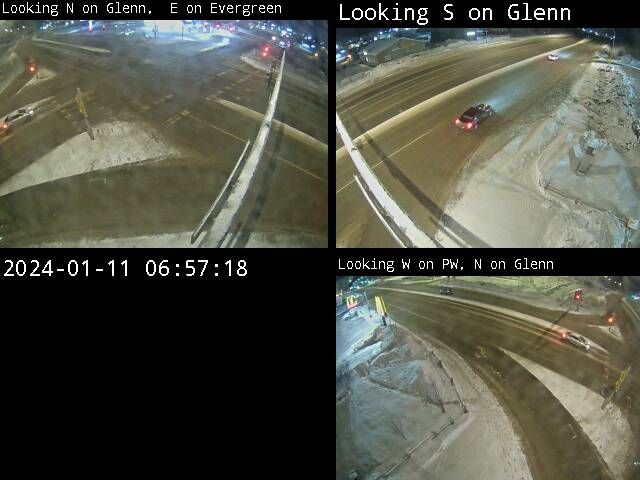 Looking N on Glenn, E on Evergreen
Looking S on Glenn
2024-01-11 06:57:18
Looking W on PW, N on Glenn